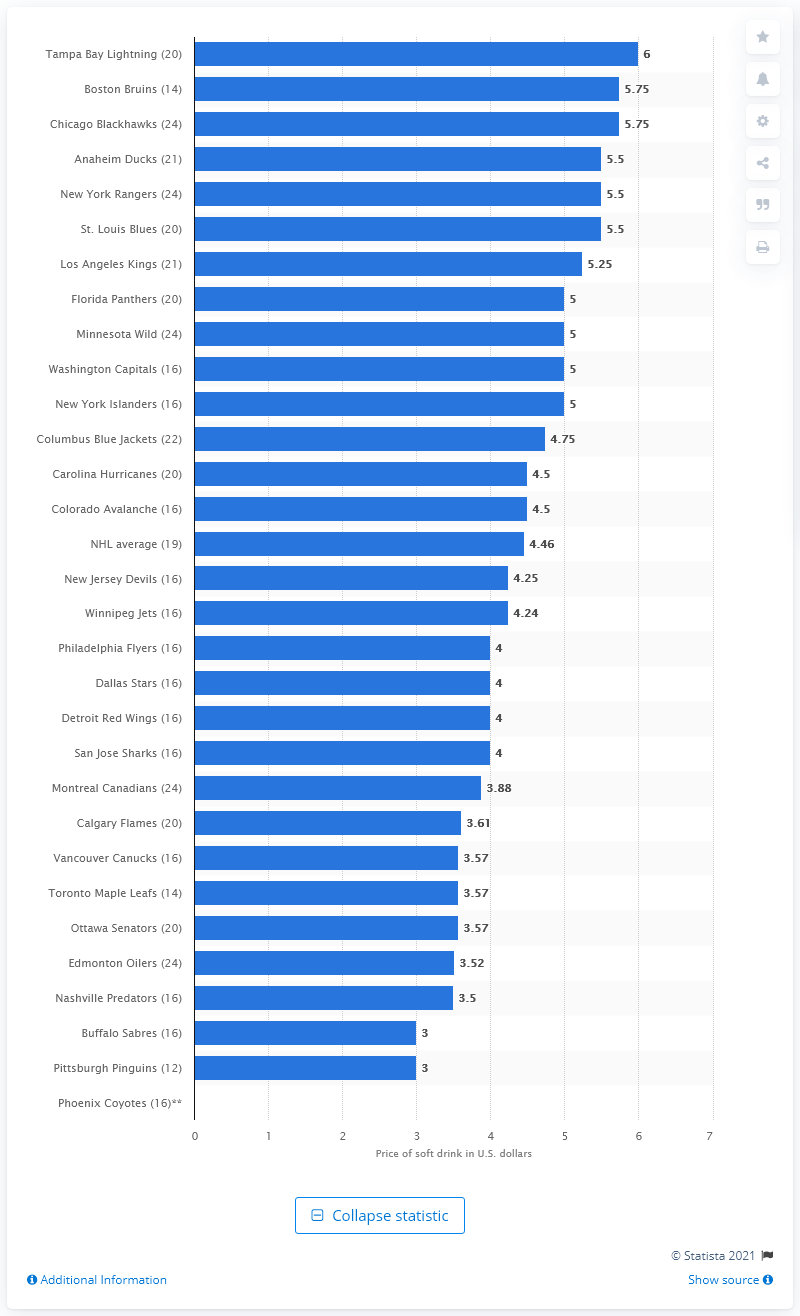 Tampa Bay Lightning (20) 6
Boston Bruins (14) 5.75
Chicago Blackhawks (24) 5.75
Anaheim Ducks (21) 5.5
New York Rangers (24) 5.5
St. Louis Blues (20) 5.5
Los Angeles Kings (21) 5.25
Florida Panthers (20) 5
Minnesota Wild (24) 5
Washington Capitals (16) 5
New York Islanders (16) 5
Columbus Blue Jackets (22) 4.75
Carolina Hurricanes (20) 4.5
Colorado Avalanche (16) 4.5
NHL average (19) 4.46
New Jersey Devils (16) 4.25
Winnipeg Jets (16) 4.24
Philadelphia Flyers (16) 4
Dallas Stars (16) 4
Detroit Red Wings (16) 4
San Jose Sharks (16) 4
Montreal Canadians (24) 3.88
Calgary Flames (20) 3.61
Vancouver Canucks (16) 3.57
Toronto Maple Leafs (14) 3.57
Ottawa Senators (20) 3.57
Edmonton Oilers (24) 3.52
Nashville Predators (16) 3.5
Buffalo Sabres (16) 3
Pittsburgh Pinguins (12) 3
Phoenix Coyotes (16)**
0 1 2 3 4 5 6 7
Price of soft drink in U.S. dollars
Collapse statistic
© Statista 2021
Additional Information Show source